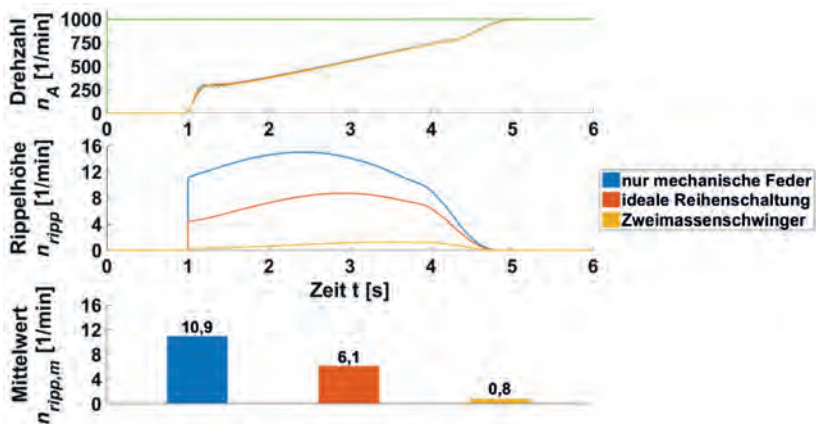 Drehzahl
n_A [1/min]
1000
750
500
250
0
0 1 2 3 4 5 6
Rippelhöhe
n_ripp [1/min]
16
12
8
4
0
0 1 2 3 4 5 6
Zeit t [s]
nur mechanische Feder
ideale Reihenschaltung
Zweimassenschwinger
Mittelwert
n_ripp,m [1/min]
16
12
8
4
0
10,9
6,1
0,8